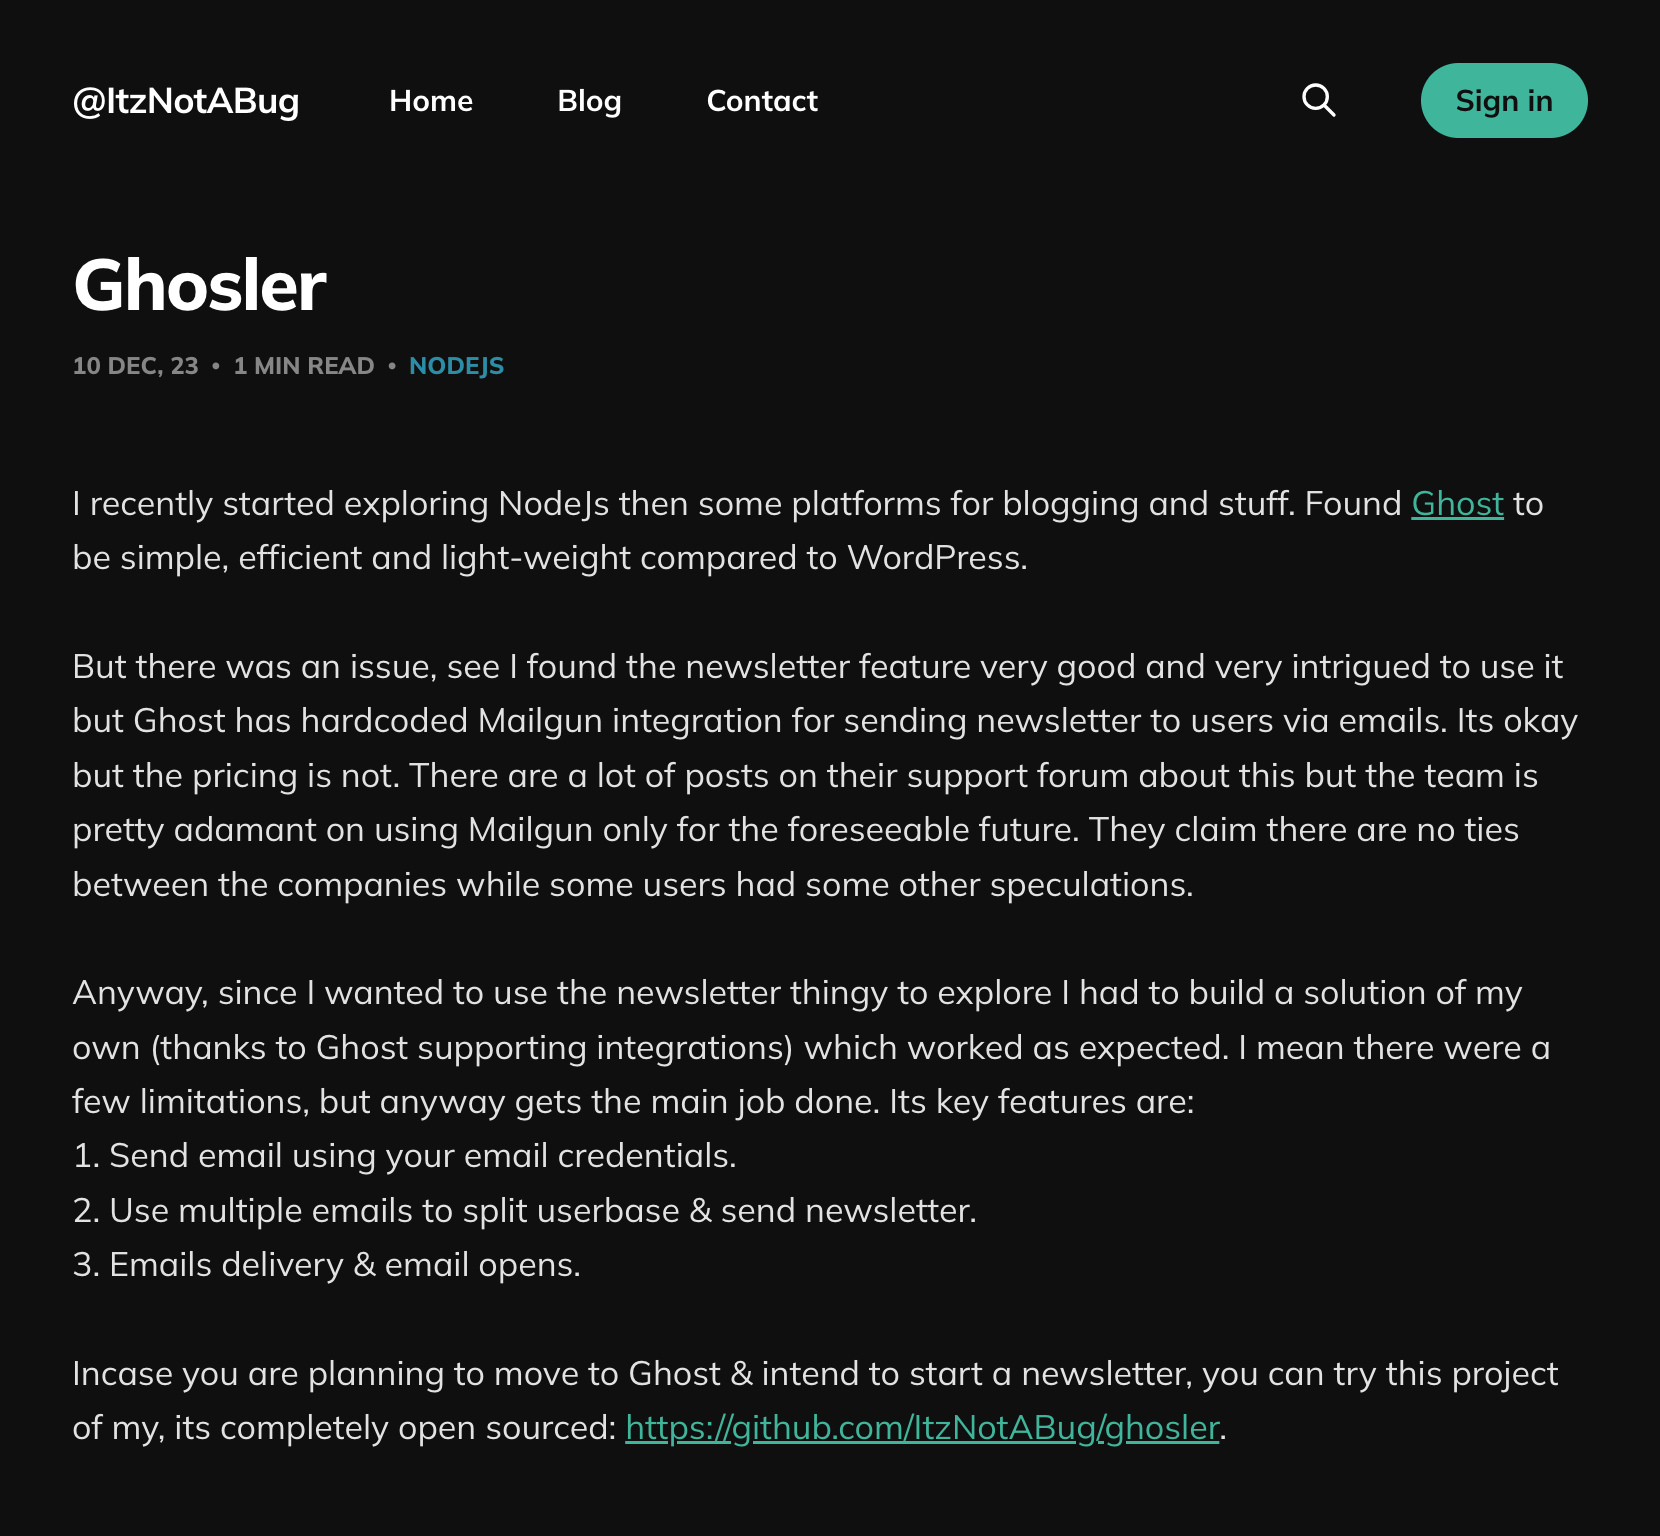 @ItzNotABug Home Blog Contact Sign in
Ghosler
10 DEC, 23 • 1 MIN READ • NODEJS
I recently started exploring NodeJs then some platforms for blogging and stuff. Found Ghost to
be simple, efficient and light-weight compared to WordPress.
But there was an issue, see I found the newsletter feature very good and very intrigued to use it
but Ghost has hardcoded Mailgun integration for sending newsletter to users via emails. Its okay
but the pricing is not. There are a lot of posts on their support forum about this but the team is
pretty adamant on using Mailgun only for the foreseeable future. They claim there are no ties
between the companies while some users had some other speculations.
Anyway, since I wanted to use the newsletter thingy to explore I had to build a solution of my
own (thanks to Ghost supporting integrations) which worked as expected. I mean there were a
few limitations, but anyway gets the main job done. Its key features are:
1. Send email using your email credentials.
2. Use multiple emails to split userbase & send newsletter.
3. Emails delivery & email opens.
Incase you are planning to move to Ghost & intend to start a newsletter, you can try this project
of my, its completely open sourced: https://github.com/ItzNotABug/ghosler.